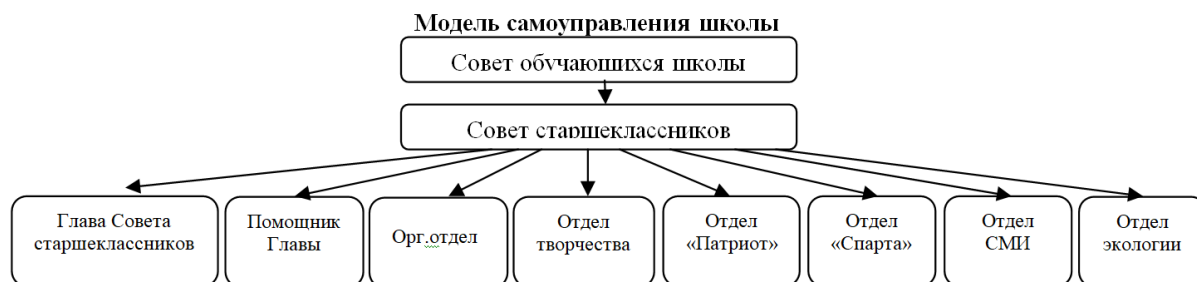 Модель самоуправления школы
Совет обучающихся школы
Совет старшеклассников
Глава Совета
старшеклассников
Помощник
Главы
Орг.отдел
Отдел
творчества
Отдел
«Патриот»
Отдел
«Спарта»
Отдел
СМИ
Отдел
экологии